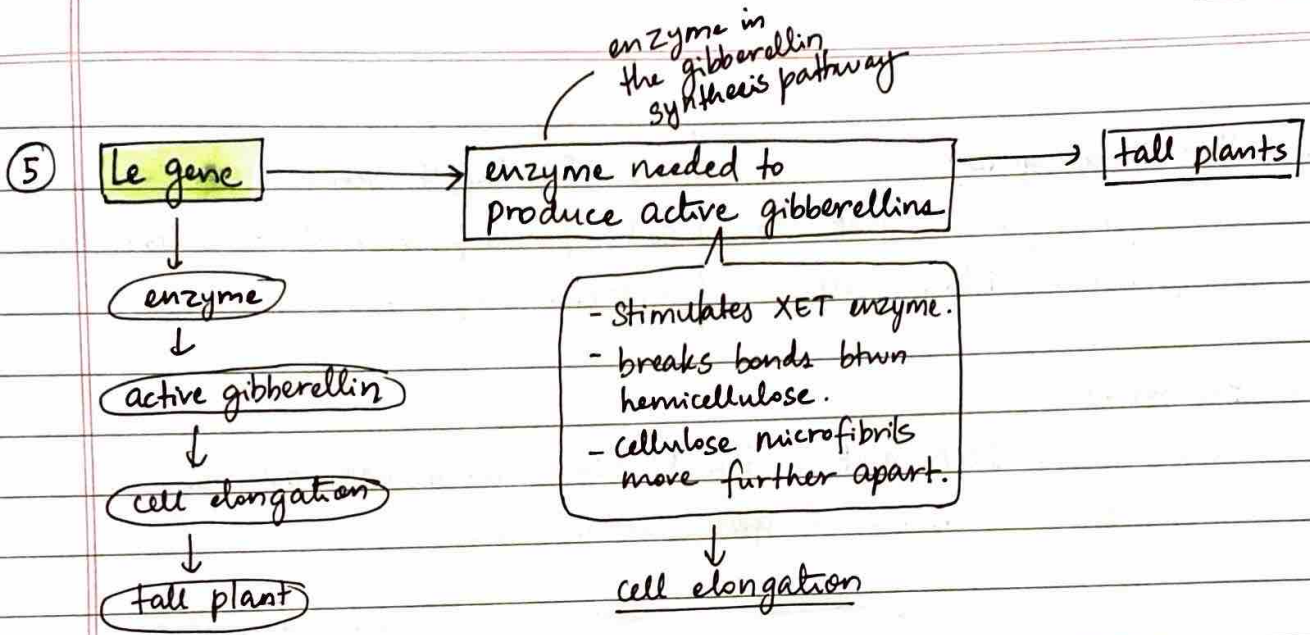 enzyme in
the gibberellin
synthesis pathway
5
Le gene
enzyme needed to
produce active gibberellins
tall plants
enzyme
active gibberellin
cell elongation
tall plant
- Stimulates XET enzyme.
- breaks bonds btwn
hemicellulose.
- cellulose microfibrils
move further apart.
cell elongation